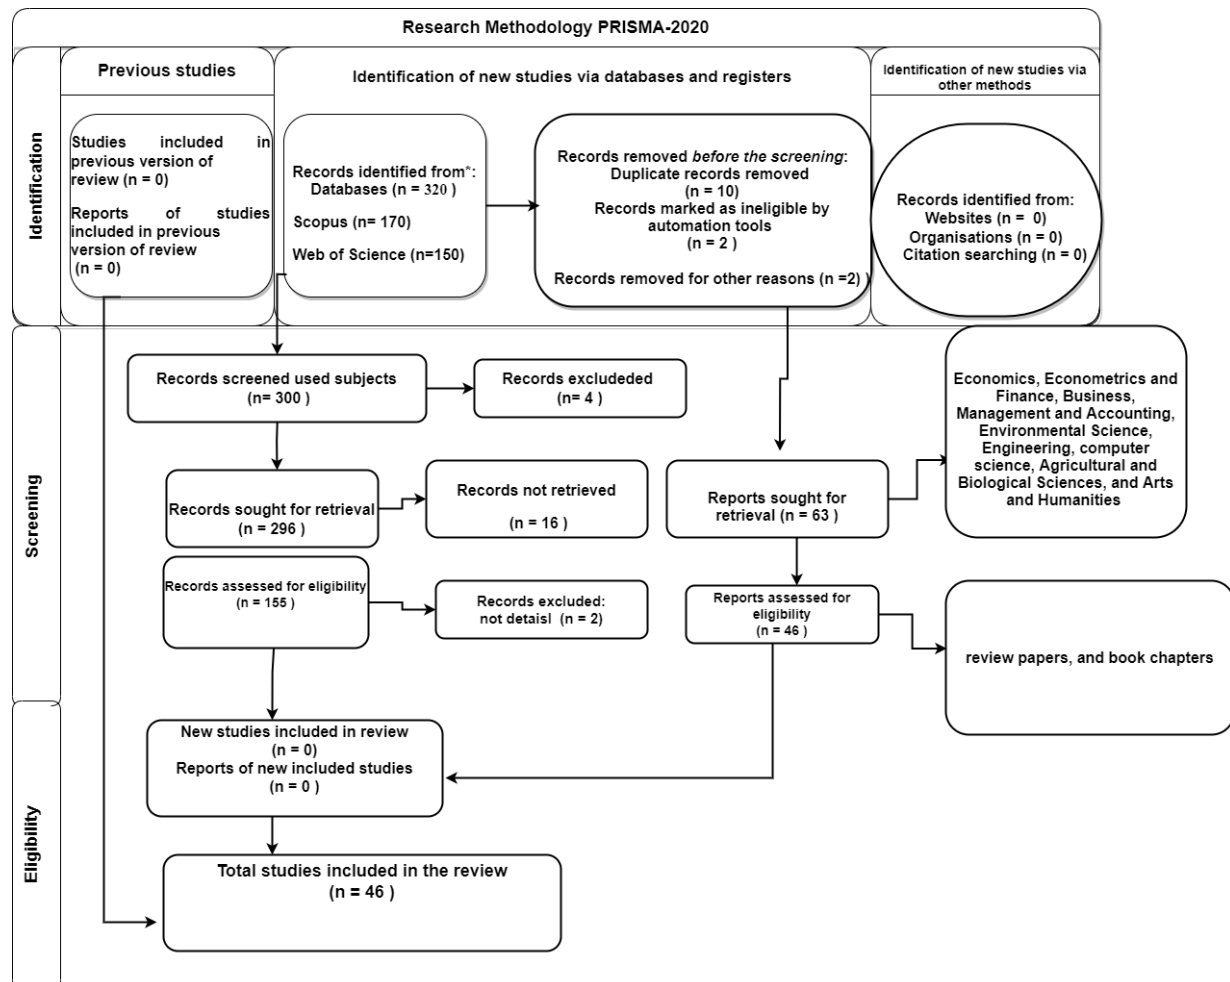 Research Methodology PRISMA-2020
Identification
Previous studies
Studies included in
previous version of
review (n = 0)
Reports of studies
included in previous
version of review
(n = 0)
Identification of new studies via databases and registers
Records identified from*:
Databases (n = 320 )
Scopus (n= 170)
Web of Science (n=150)
Records removed before the screening:
Duplicate records removed
(n = 10)
Records marked as ineligible by
automation tools
(n = 2 )
Records removed for other reasons (n =2)
Identification of new studies via
other methods
Records identified from:
Websites (n = 0)
Organisations (n = 0)
Citation searching (n = 0)
Screening
Records screened used subjects
(n= 300 )
Records excludeded
(n= 4 )
Records sought for retrieval
(n = 296 )
Records not retrieved
(n = 16 )
Records assessed for eligibility
(n = 155 )
Records excluded:
not detaisl (n = 2)
Reports sought for
retrieval (n = 63 )
Economics, Econometrics and
Finance, Business,
Management and Accounting,
Environmental Science,
Engineering, computer
science, Agricultural and
Biological Sciences, and Arts
and Humanities
Reports assessed for
eligibility
(n = 46 )
review papers, and book chapters
Eligibility
New studies included in review
(n = 0)
Reports of new included studies
(n = 0 )
Total studies included in the review
(n = 46 )